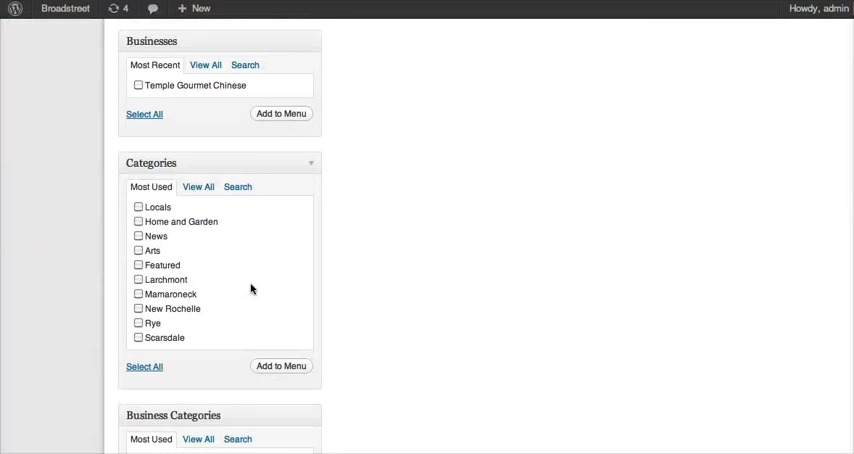 Broadstreet 4 New Howdy, admin
Businesses
Most Recent View All Search
Temple Gourmet Chinese
Select All Add to Menu
Categories
Most Used View All Search
Locals
Home and Garden
News
Arts
Featured
Larchmont
Mamaroneck
New Rochelle
Rye
Scarsdale
Select All Add to Menu
Business Categories
Most Used View All Search